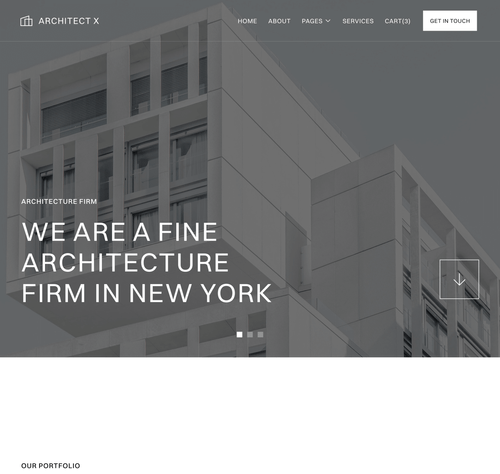 ARCHITECT X
HOME ABOUT PAGES SERVICES CART(3) GET IN TOUCH
ARCHITECTURE FIRM
WE ARE A FINE
ARCHITECTURE
FIRM IN NEW YORK
OUR PORTFOLIO